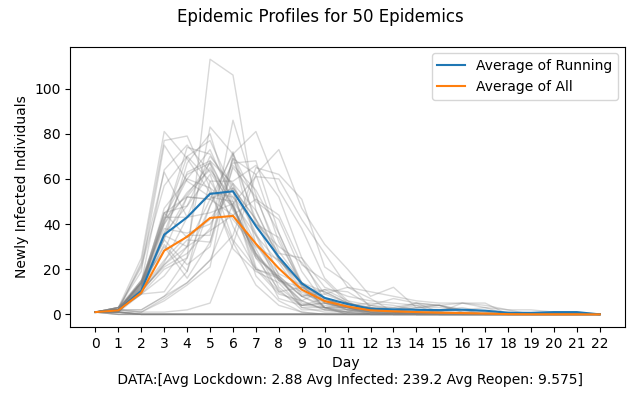 Epidemic Profiles for 50 Epidemics
Average of Running
Average of All
Newly Infected Individuals
100
80
60
40
20
0
0 1 2 3 4 5 6 7 8 9 10 11 12 13 14 15 16 17 18 19 20 21 22
Day
DATA:[Avg Lockdown: 2.88 Avg Infected: 239.2 Avg Reopen: 9.575]